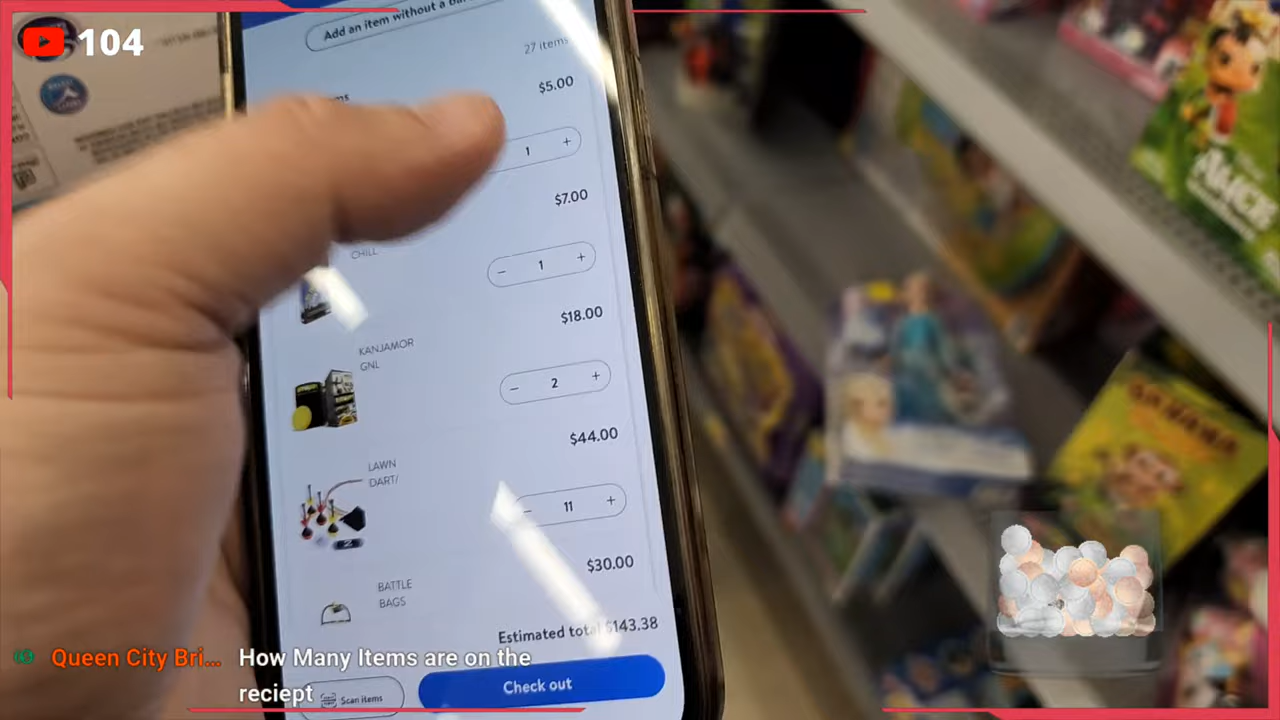 104
Add an item without a
27 items
$5.00
1
$7.00
CHILL
1
$18.00
KANJAMOR
GNL
2
$44.00
LAWN
DART/
11
$30.00
BATTLE
BAGS
Estimated total $143.38
Check out
Scan items
ALICE
BANANA
Queen City Bri... How Many Items are on the
reciept